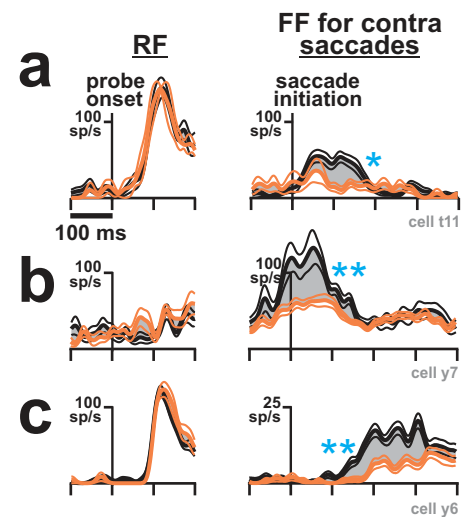 RF
FF for contra
saccades
a
probe
onset
saccade
initiation
100
sp/s
100
sp/s
*
100 ms
cell t11
b
100
sp/s
100
sp/s
**
cell y7
c
100
sp/s
25
sp/s
**
cell y6